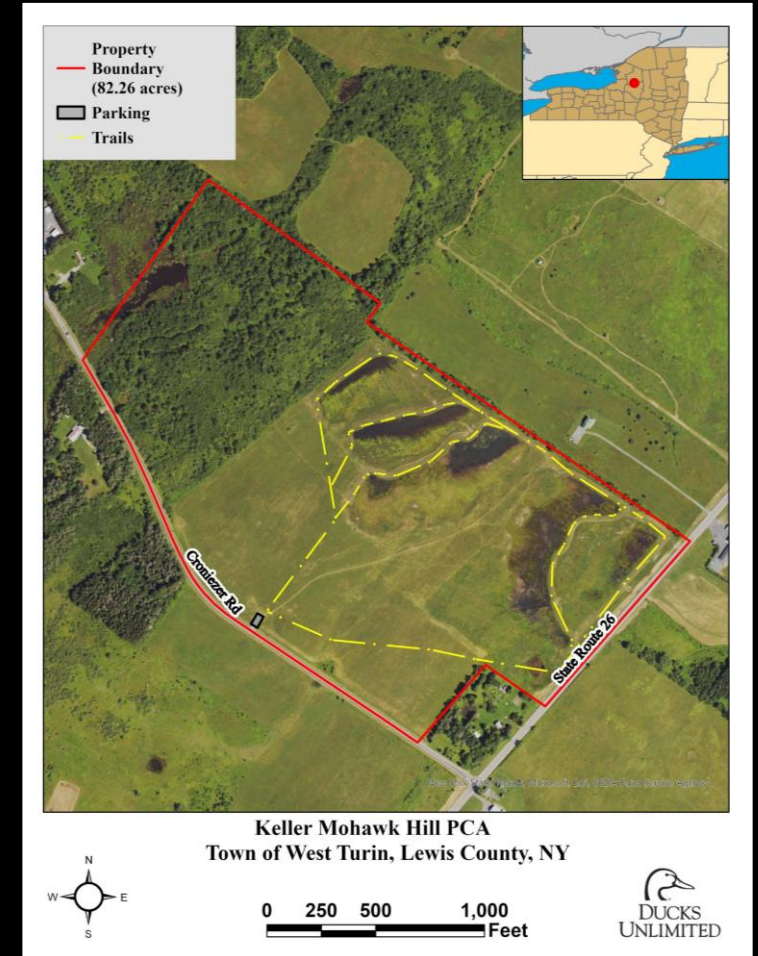 Property
Boundary
(82.26 acres)
Parking
Trails
Croniezer Rd
State Route 26
Keller Mohawk Hill PCA
Town of West Turin, Lewis County, NY
N
W
E
S
0 250 500 1,000
Feet
DUCKS
UNLIMITED